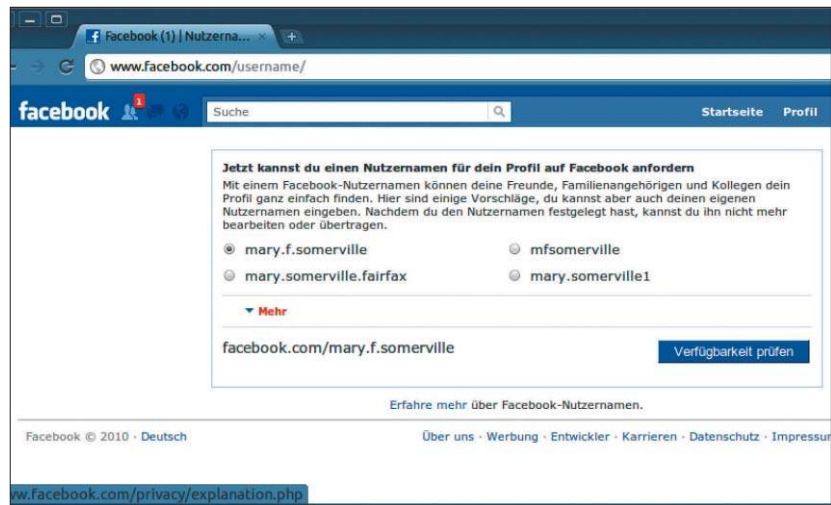 Facebook (1) | Nutzerna...
www.facebook.com/username/
facebook 1 Suche Startseite Profil
Jetzt kannst du einen Nutzernamen für dein Profil auf Facebook anfordern
Mit einem Facebook-Nutzernamen können deine Freunde, Familienangehörigen und Kollegen dein
Profil ganz einfach finden. Hier sind einige Vorschläge, du kannst aber auch deinen eigenen
Nutzernamen eingeben. Nachdem du den Nutzernamen festgelegt hast, kannst du ihn nicht mehr
bearbeiten oder übertragen.
mary.f.somerville mfsomerville
mary.somerville.fairfax mary.somerville1
Mehr
facebook.com/mary.f.somerville Verfügbarkeit prüfen
Erfahre mehr über Facebook-Nutzernamen.
Facebook © 2010 · Deutsch Über uns · Werbung · Entwickler · Karrieren · Datenschutz · Impressur
ww.facebook.com/privacy/explanation.php